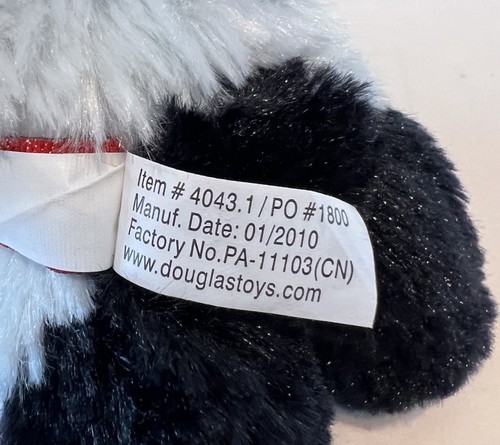 Item # 4043.1 / PO #1800
Manuf. Date: 01/2010
Factory No.PA-11103(CN)
www.douglastoys.com